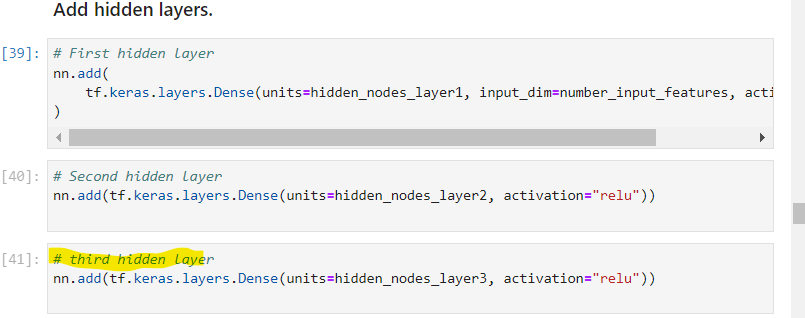 Add hidden layers.
[39]:
# First hidden layer
nn.add(
    tf.keras.layers.Dense(units=hidden_nodes_layer1, input_dim=number_input_features, acti
)
[40]:
# Second hidden layer
nn.add(tf.keras.layers.Dense(units=hidden_nodes_layer2, activation="relu"))
[41]:
# third hidden layer
nn.add(tf.keras.layers.Dense(units=hidden_nodes_layer3, activation="relu"))